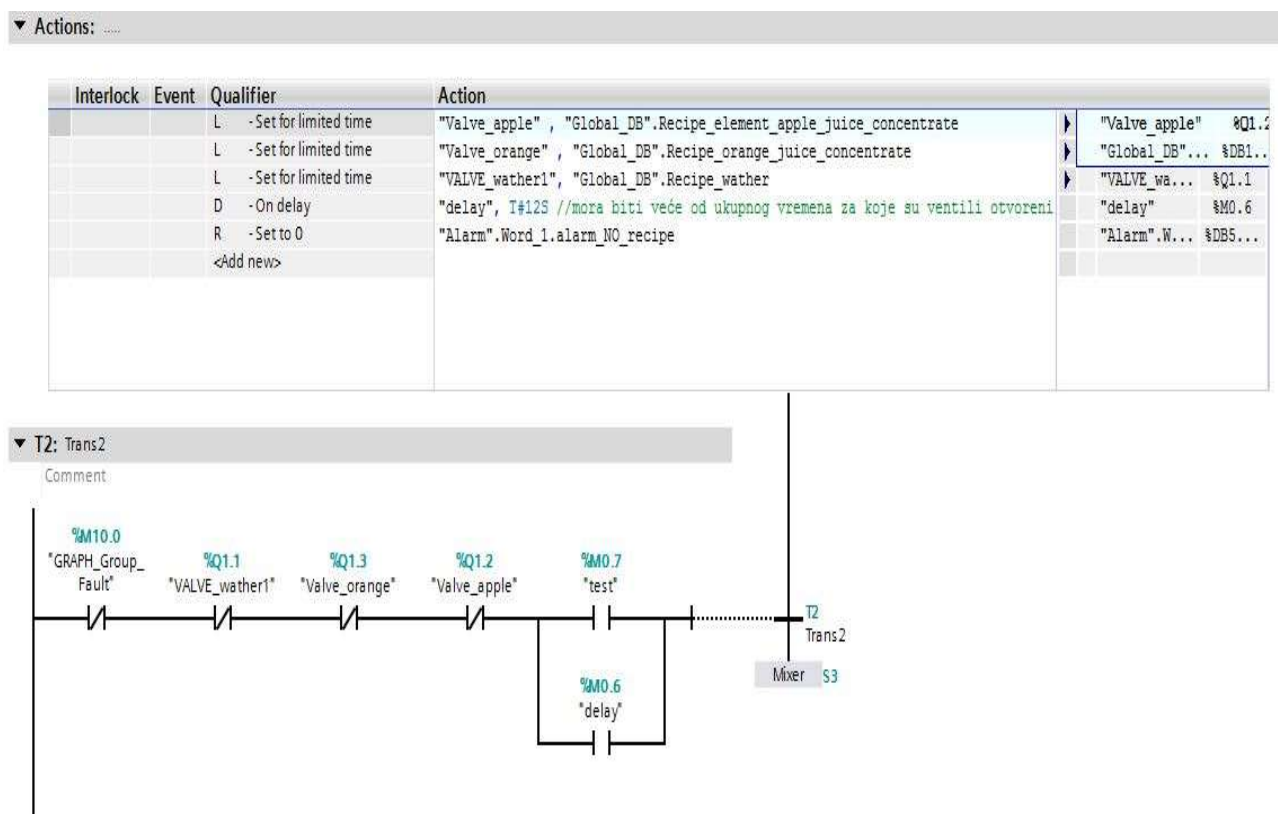 Actions: .....
Interlock Event Qualifier Action
L - Set for limited time "Valve_apple" , "Global_DB".Recipe_element_apple_juice_concentrate "Valve_apple" %Q1.2
L - Set for limited time "Valve_orange" , "Global_DB".Recipe_orange_juice_concentrate "Global_DB"... %DB1..
L - Set for limited time "VALVE_wather1", "Global_DB".Recipe_wather "VALVE_wa... %Q1.1
D - On delay "delay", T#12S //mora biti veće od ukupnog vremena za koje su ventili otvoreni "delay" %M0.6
R - Set to 0 "Alarm".Word_1.alarm_NO_recipe "Alarm".W... %DB5...
<Add new>
T2: Trans2
Comment
%M10.0
"GRAPH_Group_ %Q1.1 %Q1.3 %Q1.2 %M0.7
Fault" "VALVE_wather1" "Valve_orange" "Valve_apple" "test"
T2
Trans2
Mixer S3
%M0.6
"delay"